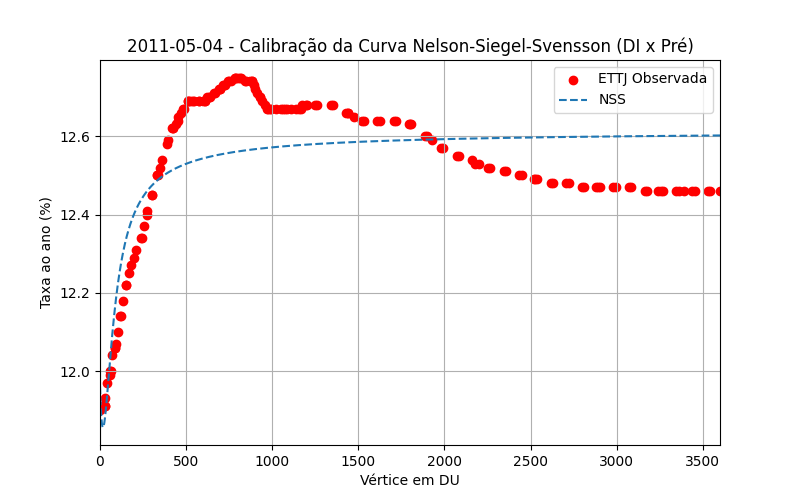 2011-05-04 - Calibração da Curva Nelson-Siegel-Svensson (DI x Pré)
ETTJ Observada
NSS
Taxa ao ano (%)
12.6
12.4
12.2
12.0
0 500 1000 1500 2000 2500 3000 3500
Vértice em DU